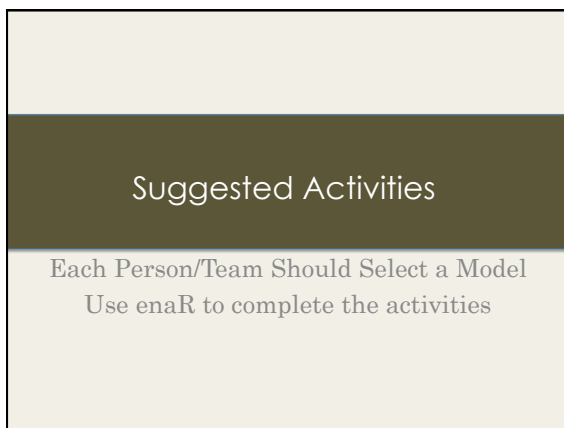 Suggested Activities
Each Person/Team Should Select a Model
Use enaR to complete the activities